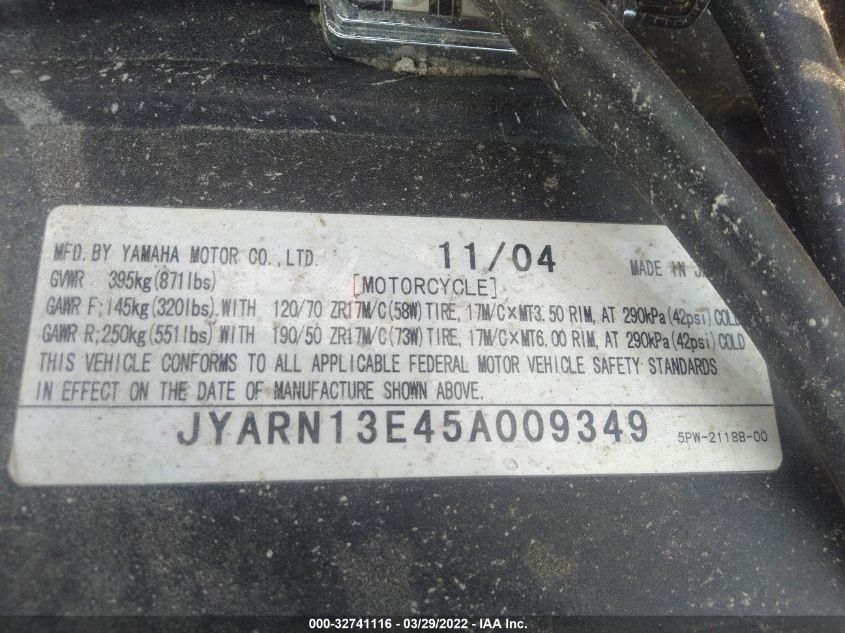 MFD. BY YAMAHA MOTOR CO., LTD. 11/04 MADE IN
GVWR 395kg(871lbs) [MOTORCYCLE]
GAWR F;145kg(320lbs).WITH 120/70 ZR17M/C(58W)TIRE, 17M/C×MT3.50 RIM, AT 290kPa(42psi)COLD
GAWR R;250kg(551lbs) WITH 190/50 ZR17M/C(73W)TIRE, 17M/C×MT6.00 RIM, AT 290kPa(42psi)COLD
THIS VEHICLE CONFORMS TO ALL APPLICABLE FEDERAL MOTOR VEHICLE SAFETY STANDARDS
IN EFFECT ON THE DATE OF MANUFACTURE SHOWN ABOVE.
JYARN13E45A009349 5PW-2118B-00
000-32741116 - 03/29/2022 - IAA Inc.